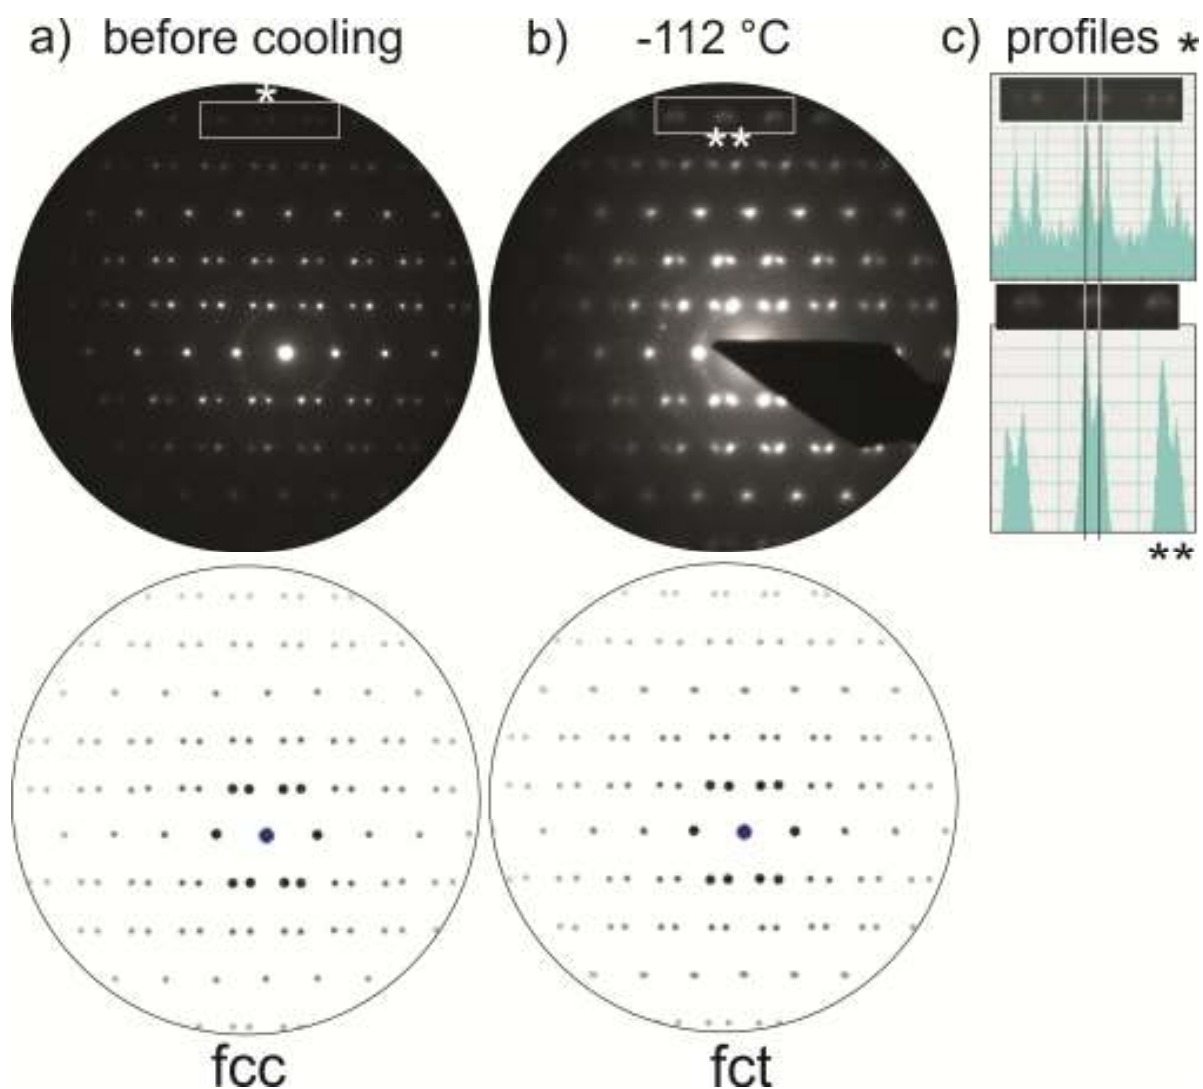 a) before cooling
b) -112 °C
c) profiles *
*
**
**
fcc
fct